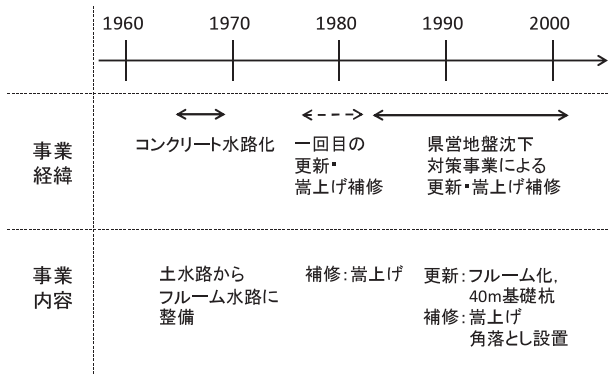 1960 1970 1980 1990 2000
事業
経緯
コンクリート水路化
一回目の
更新・
嵩上げ補修
県営地盤沈下
対策事業による
更新・嵩上げ補修
事業
内容
土水路から
フルーム水路に
整備
補修：嵩上げ
更新：フルーム化，
40m基礎杭
補修：嵩上げ
角落とし設置